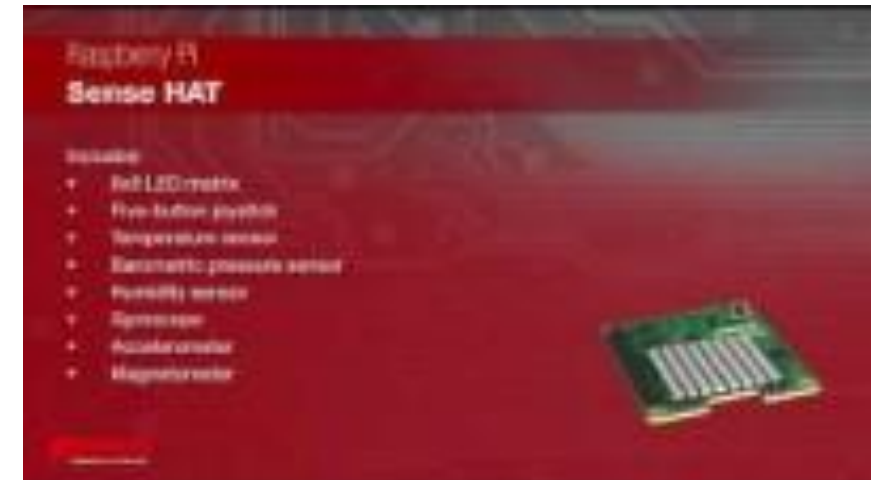 Raspberry Pi
Sense HAT
Includes:
• 8x8 LED matrix
• Five-button joystick
• Temperature sensor
• Barometric pressure sensor
• Humidity sensor
• Gyroscope
• Accelerometer
• Magnetometer